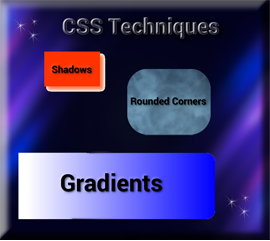 CSS Techniques
Shadows
Rounded Corners
Gradients